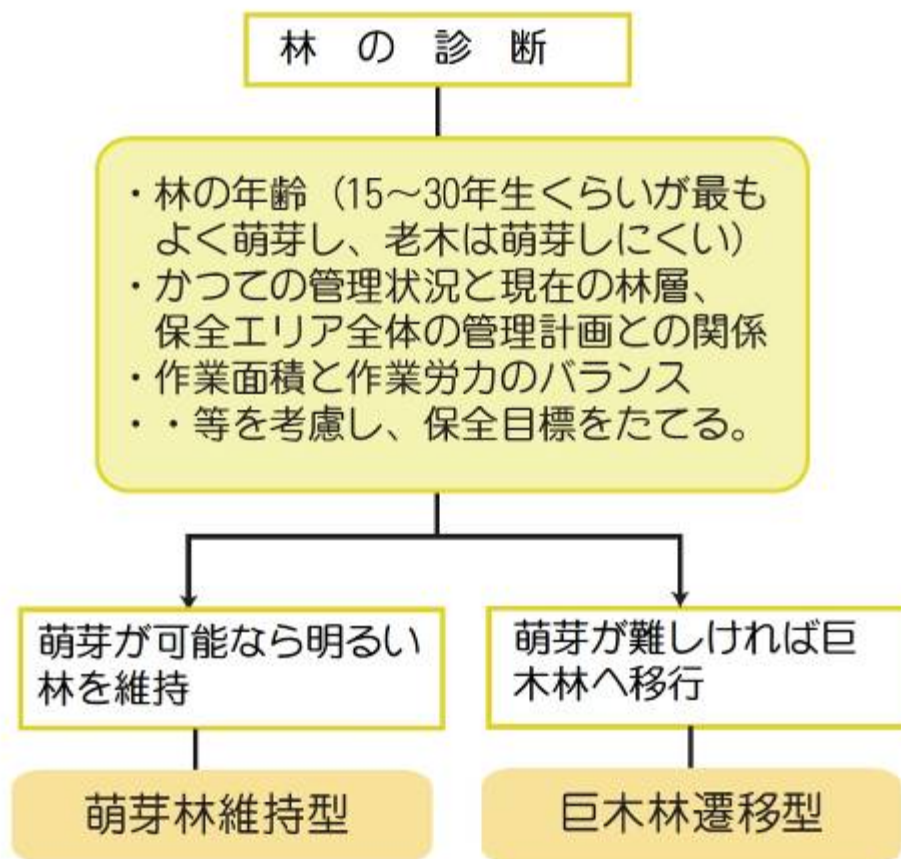 林の診断
・林の年齢（15～30年生くらいが最も
よく萌芽し、老木は萌芽しにくい）
・かつての管理状況と現在の林層、
保全エリア全体の管理計画との関係
・作業面積と作業労力のバランス
・・等を考慮し、保全目標をたてる。
萌芽が可能なら明るい
林を維持
萌芽が難しければ巨
木林へ移行
萌芽林維持型
巨木林遷移型